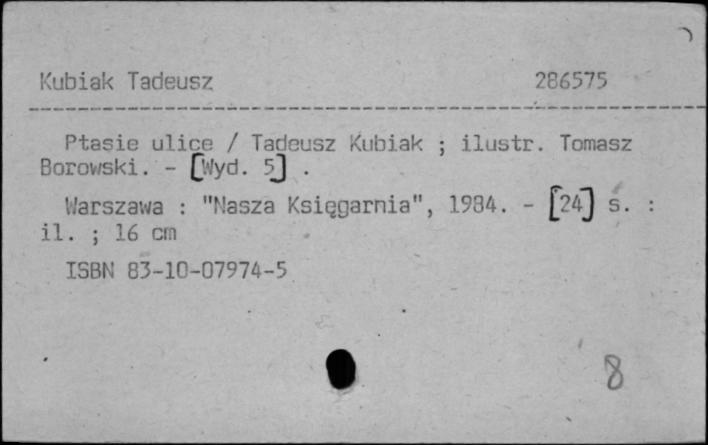 Kubiak Tadeusz 286575
Ptasie ulice / Tadeusz Kubiak ; ilustr. Tomasz
Borowski. - [Wyd. 5] .
Warszawa : "Nasza Księgarnia", 1984. - [24] s. :
il. ; 16 cm
ISBN 83-10-07974-5
8